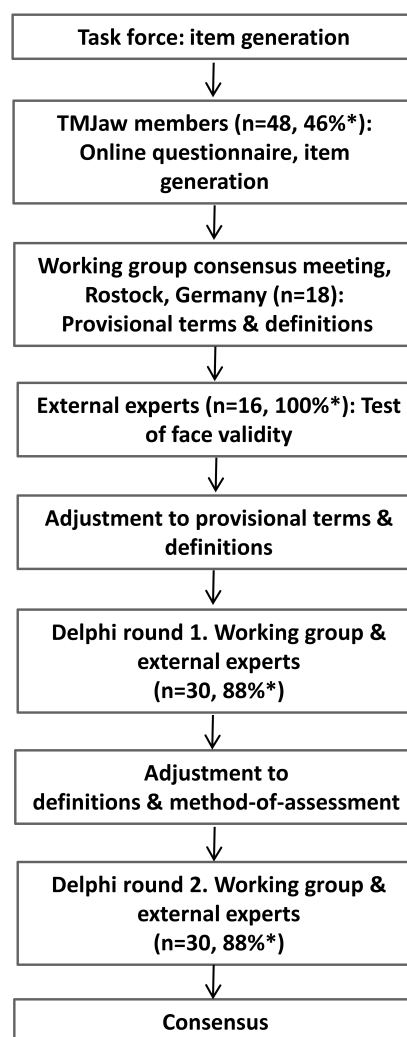 Task force: item generation
TMJaw members (n=48, 46%*):
Online questionnaire, item
generation
Working group consensus meeting,
Rostock, Germany (n=18):
Provisional terms & definitions
External experts (n=16, 100%*): Test
of face validity
Adjustment to provisional terms &
definitions
Delphi round 1. Working group &
external experts
(n=30, 88%*)
Adjustment to
definitions & method-of-assessment
Delphi round 2. Working group &
external experts
(n=30, 88%*)
Consensus